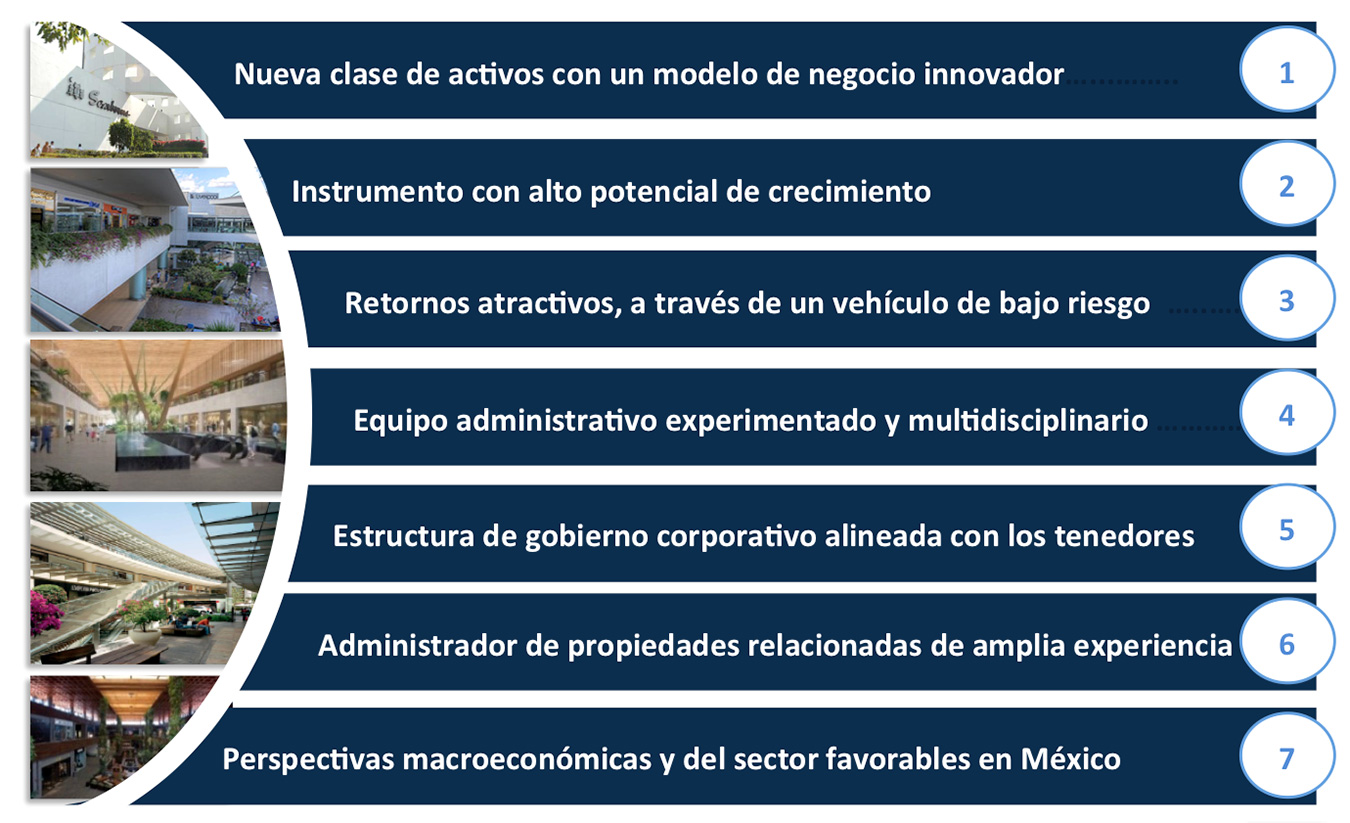 Nueva clase de activos con un modelo de negocio innovador.............
1
Instrumento con alto potencial de crecimiento
2
Retornos atractivos, a través de un vehículo de bajo riesgo ........
3
Equipo administrativo experimentado y multidisciplinario .........
4
Estructura de gobierno corporativo alineada con los tenedores
5
Administrador de propiedades relacionadas de amplia experiencia
6
Perspectivas macroeconómicas y del sector favorables en México
7